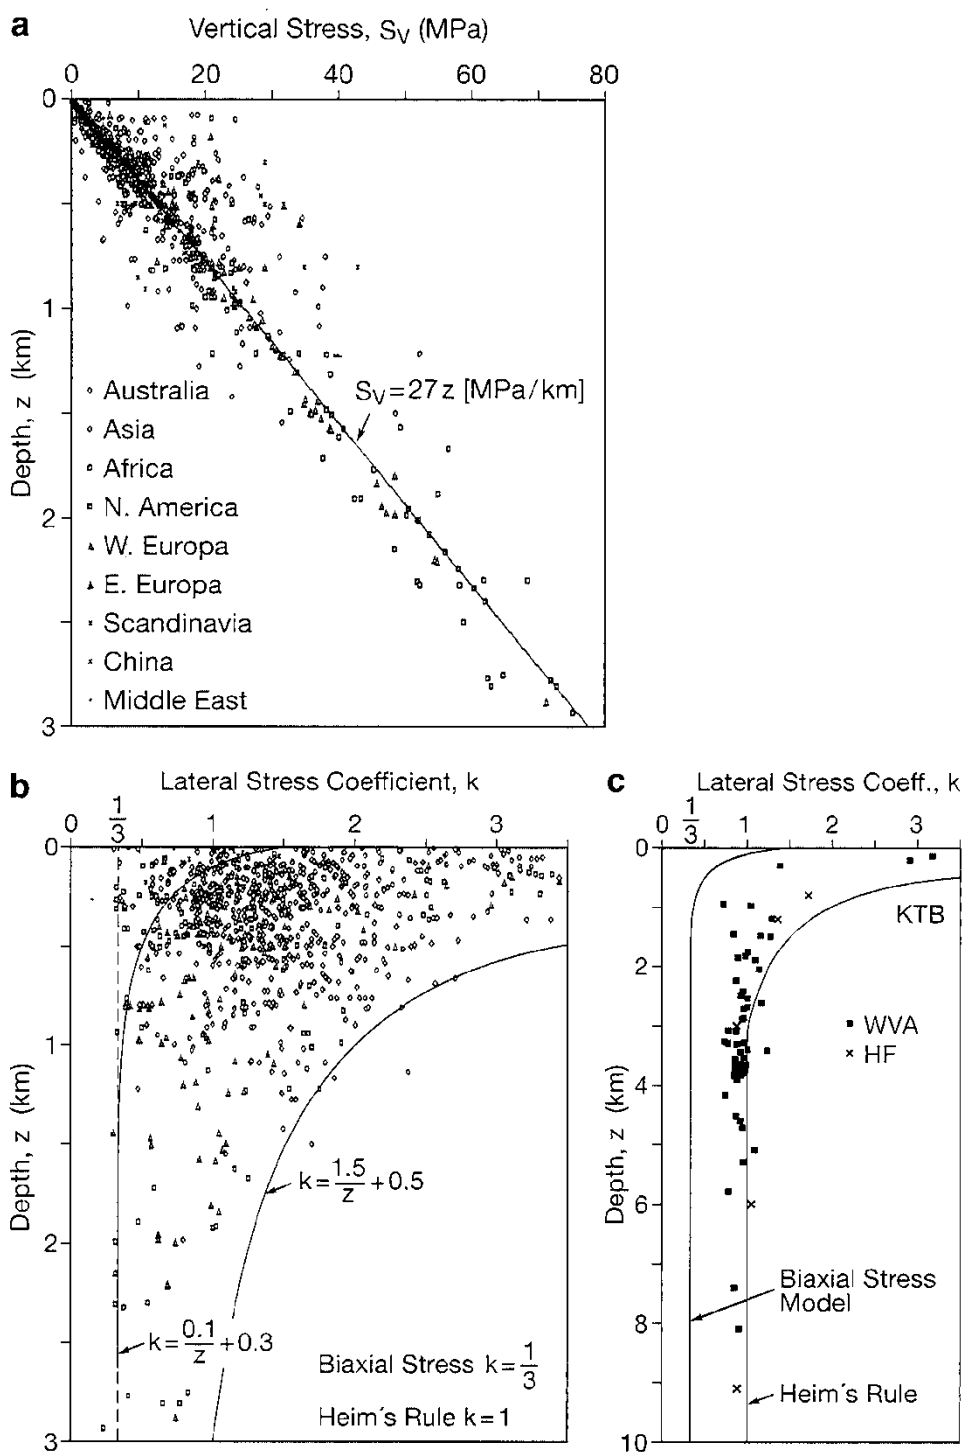 a
Vertical Stress, SV (MPa)
0 20 40 60 80
0
1
2
3
Depth, z (km)
SV=27z [MPa/km]
Australia
Asia
Africa
N. America
W. Europa
E. Europa
Scandinavia
China
Middle East
b
Lateral Stress Coefficient, k
0 1/3 1 2 3
0
1
2
3
Depth, z (km)
k=1.5/z+0.5
k=0.1/z+0.3
Biaxial Stress k=1/3
Heim´s Rule k=1
c
Lateral Stress Coeff., k
0 1/3 1 2 3
0
2
4
6
8
10
Depth, z (km)
KTB
WVA
HF
Biaxial Stress
Model
Heim´s Rule